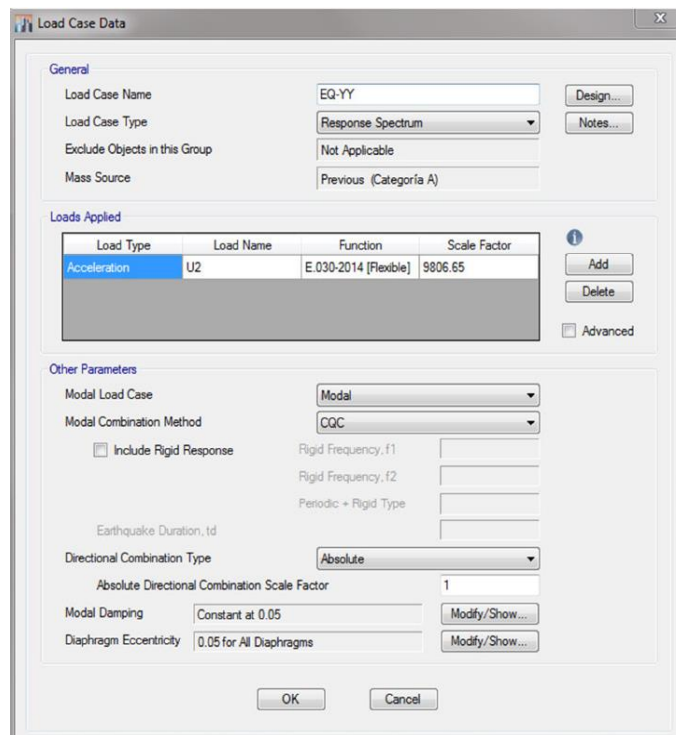 Load Case Data
General
Load Case Name EQ-YY Design...
Load Case Type Response Spectrum Notes...
Exclude Objects in this Group Not Applicable
Mass Source Previous (Categoría A)
Loads Applied
Load Type Load Name Function Scale Factor
Acceleration U2 E.030-2014 [Flexible] 9806.65
Add
Delete
Advanced
Other Parameters
Modal Load Case Modal
Modal Combination Method CQC
Include Rigid Response Rigid Frequency, f1
Rigid Frequency, f2
Periodic + Rigid Type
Earthquake Duration, td
Directional Combination Type Absolute
Absolute Directional Combination Scale Factor 1
Modal Damping Constant at 0.05 Modify/Show...
Diaphragm Eccentricity 0.05 for All Diaphragms Modify/Show...
OK Cancel